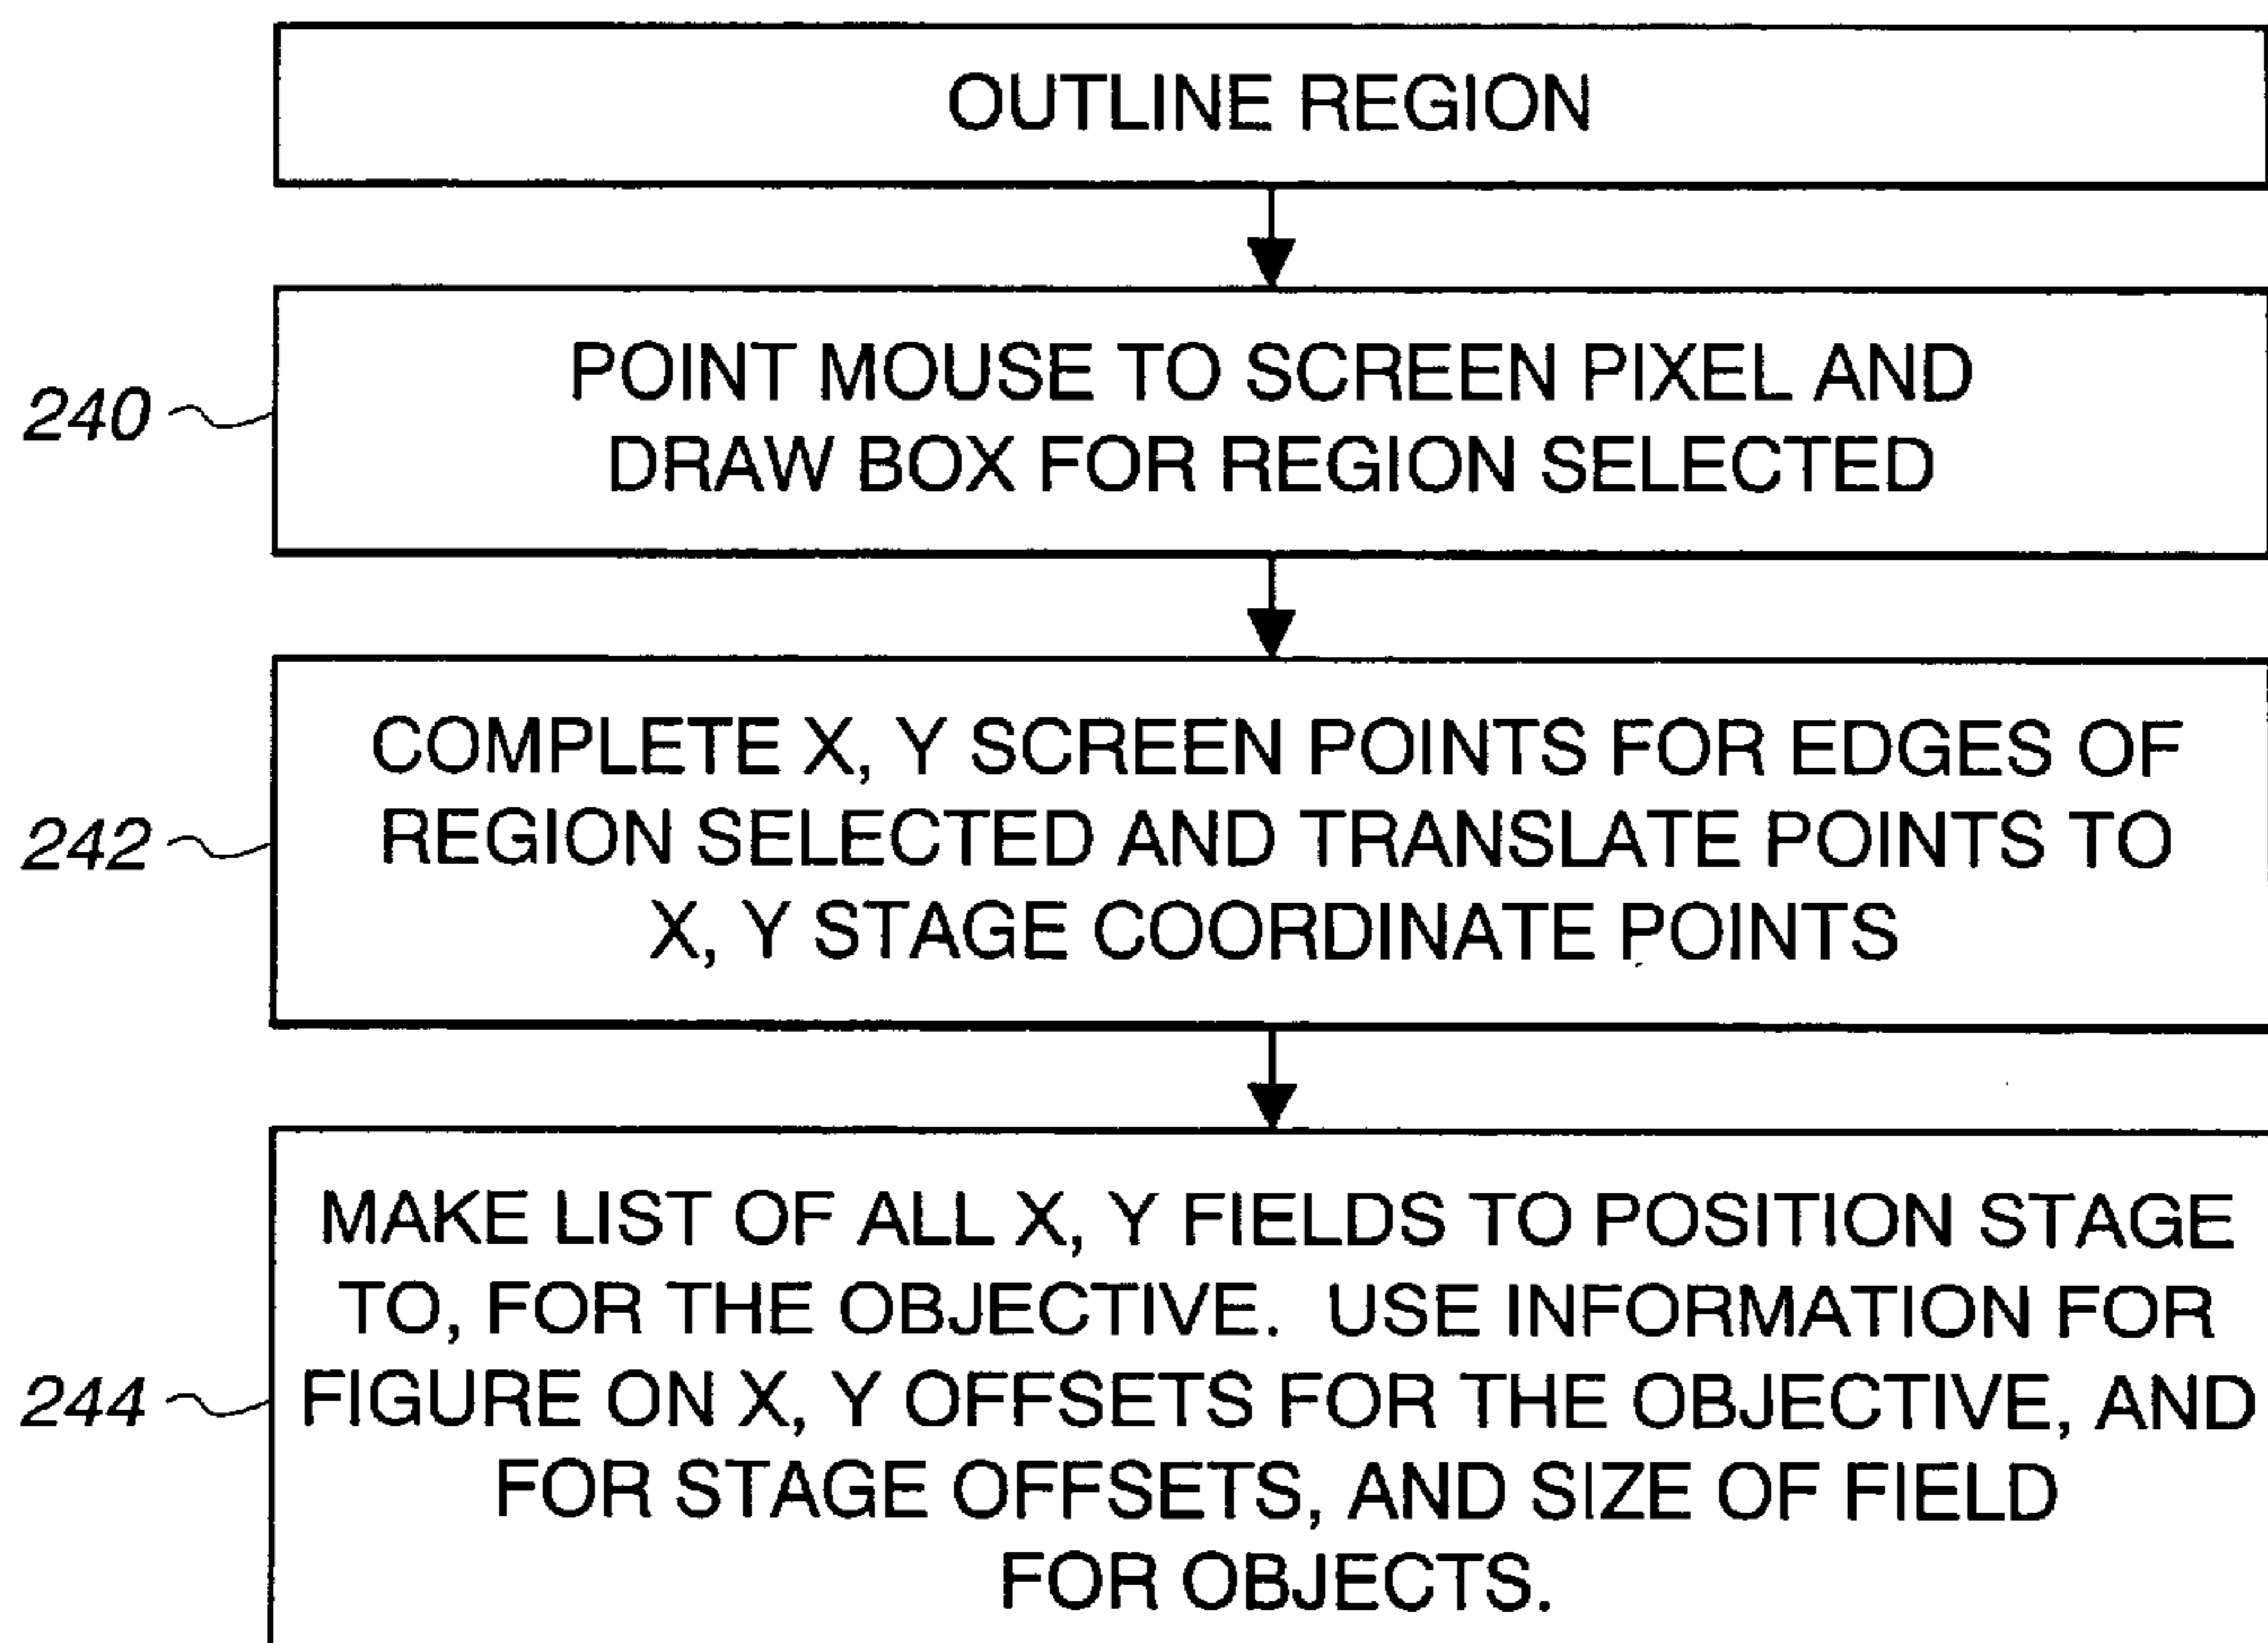 OUTLINE REGION
240
POINT MOUSE TO SCREEN PIXEL AND
DRAW BOX FOR REGION SELECTED
242
COMPLETE X, Y SCREEN POINTS FOR EDGES OF
REGION SELECTED AND TRANSLATE POINTS TO
X, Y STAGE COORDINATE POINTS
244
MAKE LIST OF ALL X, Y FIELDS TO POSITION STAGE
TO, FOR THE OBJECTIVE. USE INFORMATION FOR
FIGURE ON X, Y OFFSETS FOR THE OBJECTIVE, AND
FOR STAGE OFFSETS, AND SIZE OF FIELD
FOR OBJECTS.